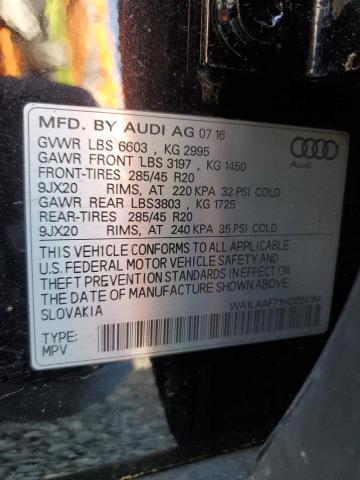 MFD. BY AUDI AG 07 16
GVWR LBS 6603 , KG 2995
GAWR FRONT LBS 3197 , KG 1450
FRONT-TIRES 285/45 R20
9JX20 RIMS, AT 220 KPA 32 PSI COLD
GAWR REAR LBS3803 , KG 1725
REAR-TIRES 285/45 R20
9JX20 RIMS, AT 240 KPA 35 PSI COLD
THIS VEHICLE CONFORMS TO ALL APPLICABLE
U.S. FEDERAL MOTOR VEHICLE SAFETY AND
THEFT PREVENTION STANDARDS IN EFFECT ON
THE DATE OF MANUFACTURE SHOWN ABOVE.
SLOVAKIA
TYPE:
MPV
Audi